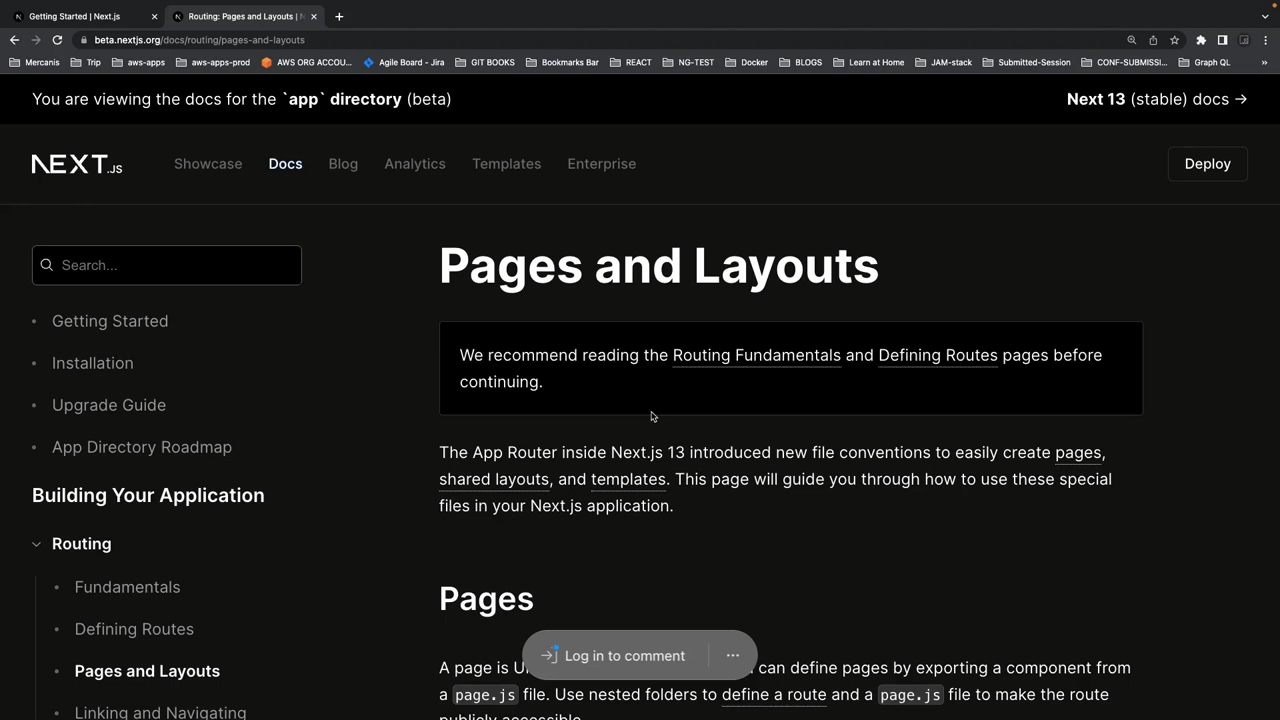 Getting Started | Next.js
Routing: Pages and Layouts |
beta.nextjs.org/docs/routing/pages-and-layouts
Mercanis Trip aws-apps aws-apps-prod AWS ORG ACCOU... Agile Board - Jira GIT BOOKS Bookmarks Bar REACT NG-TEST Docker BLOGS Learn at Home JAM-stack Submitted-Session CONF-SUBMISSI... Graph QL »
You are viewing the docs for the `app` directory (beta)
Next 13 (stable) docs →
NEXT.JS Showcase Docs Blog Analytics Templates Enterprise Deploy
Search...
Getting Started
Installation
Upgrade Guide
App Directory Roadmap
Building Your Application
Routing
Fundamentals
Defining Routes
Pages and Layouts
Linking and Navigating
Pages and Layouts
We recommend reading the Routing Fundamentals and Defining Routes pages before
continuing.
The App Router inside Next.js 13 introduced new file conventions to easily create pages,
shared layouts, and templates. This page will guide you through how to use these special
files in your Next.js application.
Pages
A page is can define pages by exporting a component from
a page.js file. Use nested folders to define a route and a page.js file to make the route
publicly accessible.
Log in to comment ...